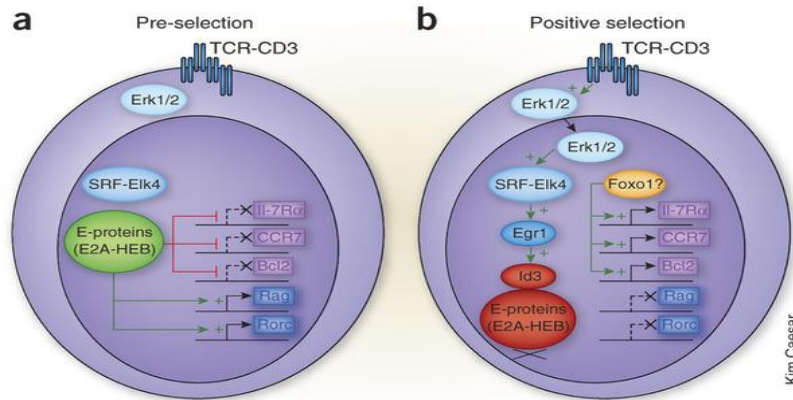 a
Pre-selection
TCR-CD3
Erk1/2
SRF-Elk4
E-proteins
(E2A-HEB)
Il-7Rα
CCR7
Bcl2
+
Rag
+
Rorc
b
Positive selection
TCR-CD3
+
Erk1/2
Erk1/2
+
SRF-Elk4
Foxo1?
+
Egr1
+
Id3
E-proteins
(E2A-HEB)
+
Il-7Rα
+
CCR7
+
Bcl2
Rag
Rorc
Kim Caesar